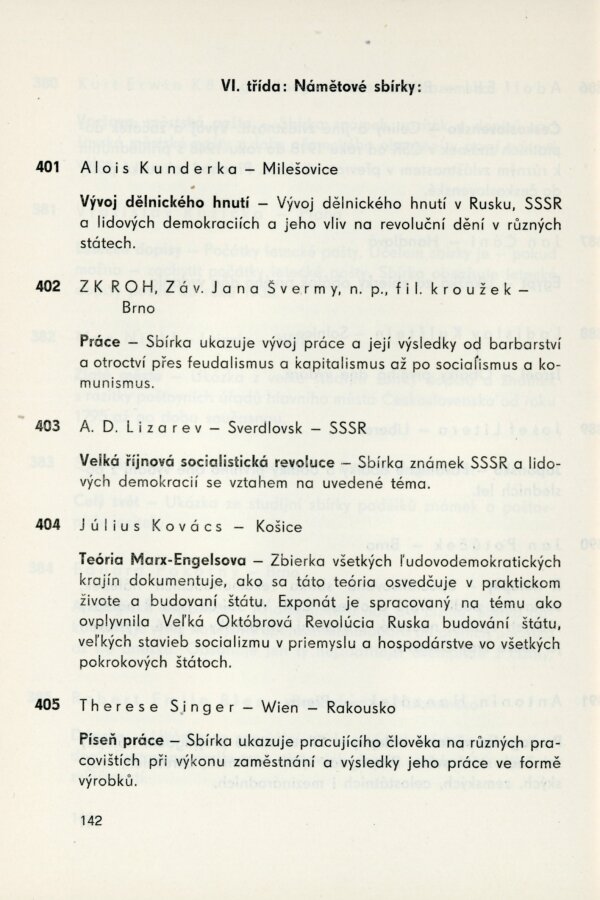 VI. třída: Námětové sbírky:
401 Alois Kunderka – Milešovice
Vývoj dělnického hnutí – Vývoj dělnického hnutí v Rusku, SSSR
a lidových demokraciích a jeho vliv na revoluční dění v různých
státech.
402 ZK ROH, Záv. Jana Švermy, n. p., fil. kroužek –
Brno
Práce – Sbírka ukazuje vývoj práce a její výsledky od barbarství
a otroctví přes feudalismus a kapitalismus až po socialismus a ko-
munismus.
403 A. D. Lizarev – Sverdlovsk – SSSR
Velká říjnová socialistická revoluce – Sbírka známek SSSR a lido-
vých demokracií se vztahem na uvedené téma.
404 Július Kovács – Košice
Teória Marx-Engelsova – Zbierka všetkých ľudovodemokratických
krajín dokumentuje, ako sa táto teória osvedčuje v praktickom
živote a budovaní štátu. Exponát je spracovaný na tému ako
ovplyvnila Veľká Októbrová Revolúcia Ruska budování štátu,
veľkých stavieb socializmu v priemyslu a hospodárstve vo všetkých
pokrokových štátoch.
405 Therese Singer – Wien – Rakousko
Píseň práce – Sbírka ukazuje pracujícího člověka na různých pra-
covištích při výkonu zaměstnání a výsledky jeho práce ve formě
výrobků.
142